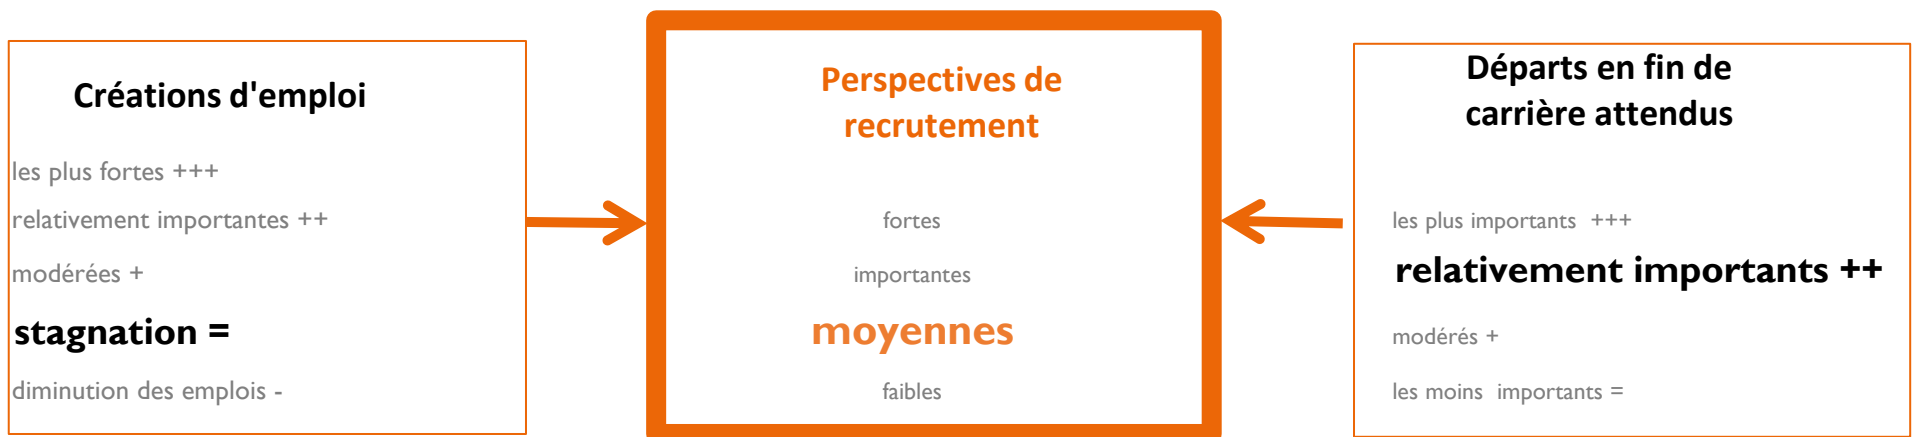 Créations d'emploi
les plus fortes +++
relativement importantes ++
modérées +
stagnation =
diminution des emplois -
Perspectives de
recrutement
fortes
importantes
moyennes
faibles
Départs en fin de
carrière attendus
les plus importants +++
relativement importants ++
modérés +
les moins importants =